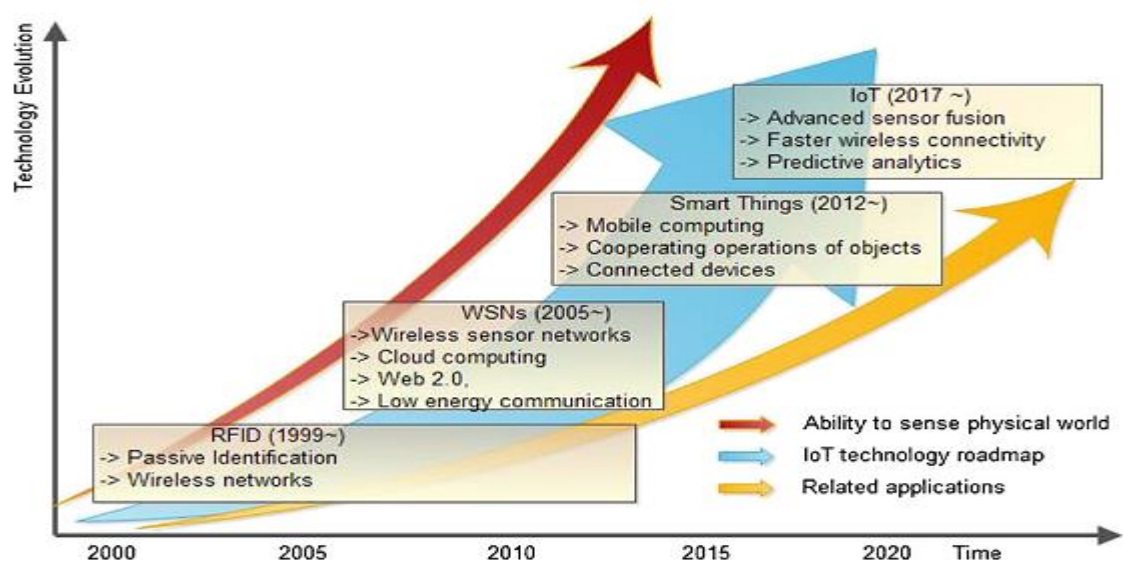 Technology Evolution
IoT (2017 ~)
-> Advanced sensor fusion
-> Faster wireless connectivity
-> Predictive analytics
Smart Things (2012~)
-> Mobile computing
-> Cooperating operations of objects
-> Connected devices
WSNs (2005~)
->Wireless sensor networks
-> Cloud computing
-> Web 2.0,
-> Low energy communication
RFID (1999~)
-> Passive Identification
-> Wireless networks
Ability to sense physical world
IoT technology roadmap
Related applications
2000 2005 2010 2015 2020 Time